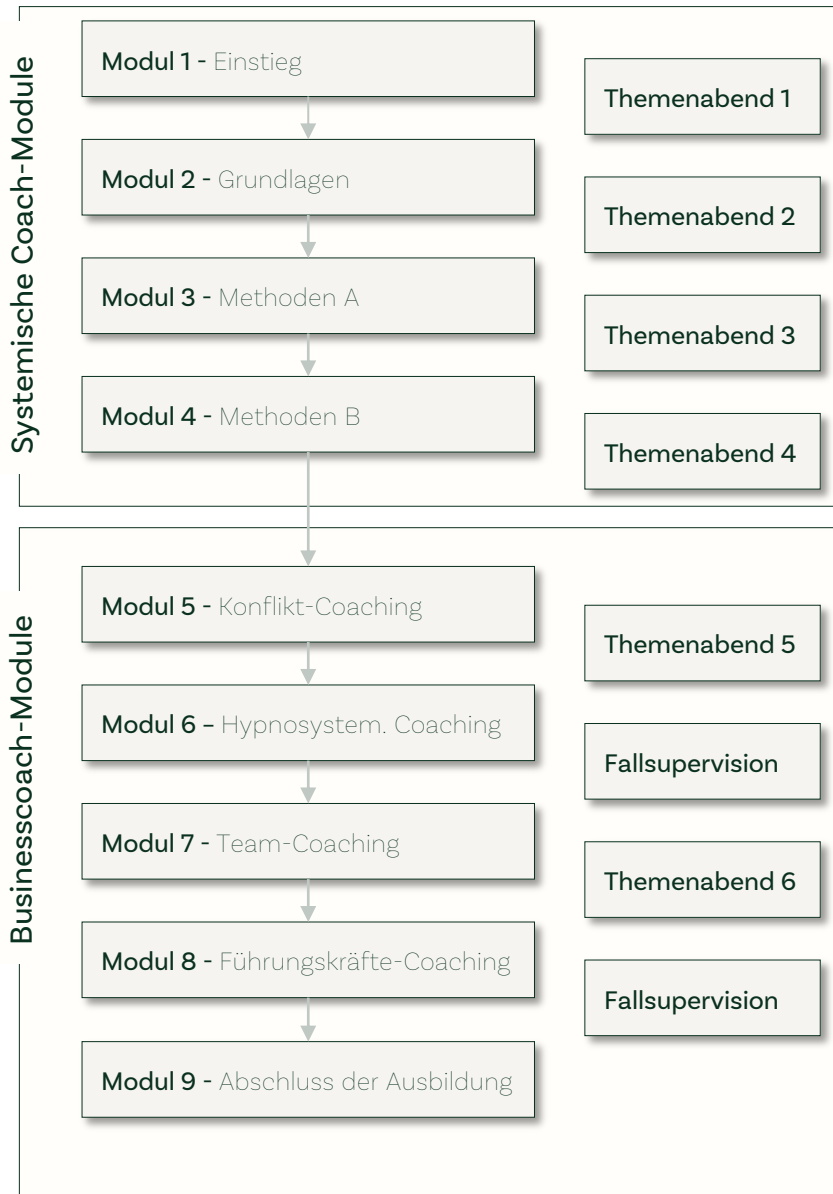 Systemische Coach-Module
Modul 1 - Einstieg
Themenabend 1
Modul 2 - Grundlagen
Themenabend 2
Modul 3 - Methoden A
Themenabend 3
Modul 4 - Methoden B
Themenabend 4
Businesscoach-Module
Modul 5 - Konflikt-Coaching
Themenabend 5
Modul 6 – Hypnosystem. Coaching
Fallsupervision
Modul 7 - Team-Coaching
Themenabend 6
Modul 8 - Führungskräfte-Coaching
Fallsupervision
Modul 9 - Abschluss der Ausbildung